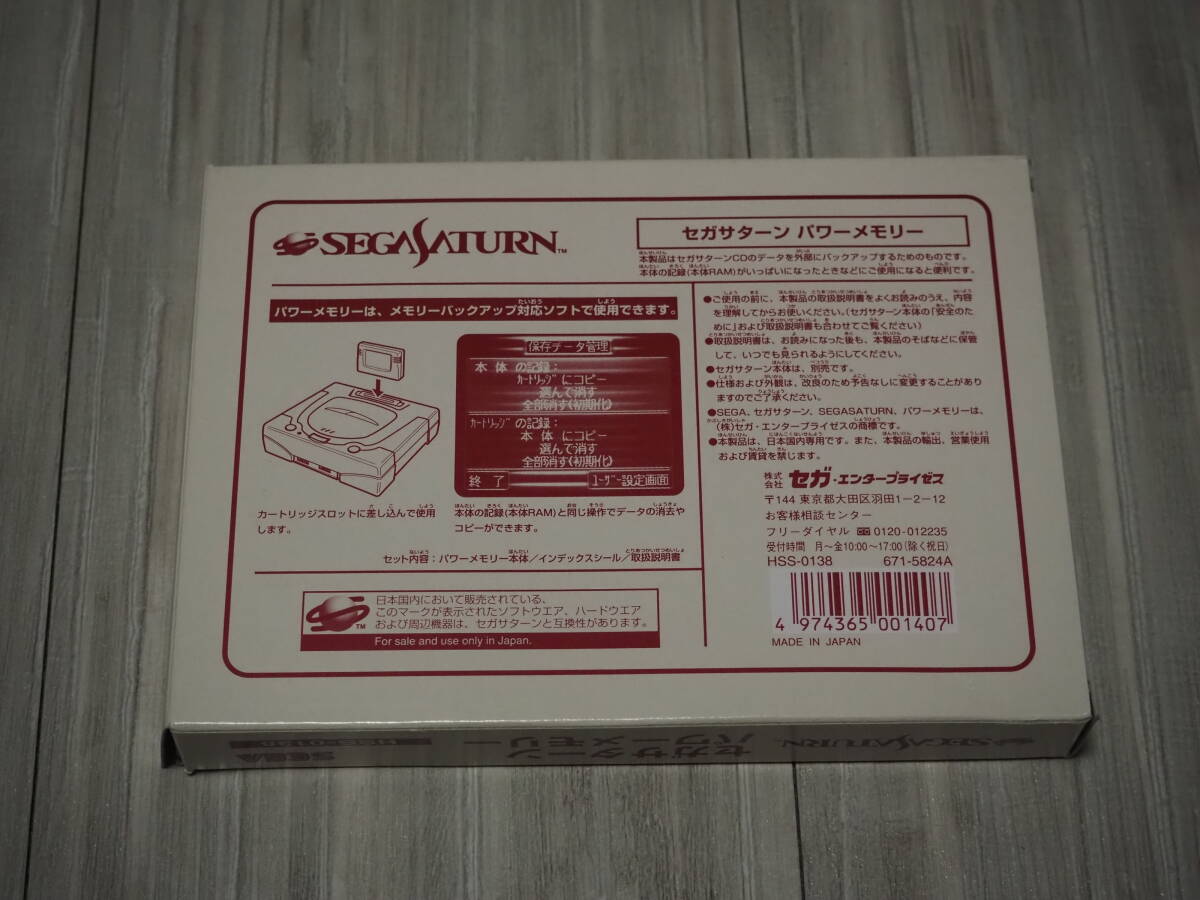 SEGASATURN™
セガサターン パワーメモリー
本製品はセガサターンCDのデータを外部にバックアップするためのものです。
本体の記録(本体RAM)がいっぱいになったときなどにご使用になると便利です。
パワーメモリーは、メモリーバックアップ対応ソフトで使用できます。
保存データ管理
本体の記録:
カートリッジにコピー
選んで消す
全部消す(初期化)
カートリッジの記録:
本体にコピー
選んで消す
全部消す(初期化)
終了
ユーザー設定画面
カートリッジスロットに差し込んで使用
します。
本体の記録(本体RAM)と同じ操作でデータの消去や
コピーができます。
セット内容:パワーメモリー本体/インデックスシール/取扱説明書
日本国内において販売されている、
このマークが表示されたソフトウエア、ハードウエア
および周辺機器は、セガサターンと互換性があります。
TM
For sale and use only in Japan.
●ご使用の前に、本製品の取扱説明書をよくお読みのうえ、内容
を理解してからお使いください。(セガサターン本体の「安全のた
めに」および取扱説明書も合わせてご覧ください)
●取扱説明書は、お読みになった後も、本製品のそばなどに保管
して、いつでも見られるようにしてください。
●セガサターン本体は、別売です。
●仕様および外観は、改良のため予告なしに変更することがあり
ますのでご了承ください。
●SEGA、セガサターン、SEGASATURN、パワーメモリーは、
(株)セガ・エンタープライゼスの商標です。
●本製品は、日本国内専用です。また、本製品の輸出、営業使用
および賃貸を禁じます。
株式会社 セガ・エンタープライゼス
〒144 東京都大田区羽田1-2-12
お客様相談センター
フリーダイヤル 0120-012235
受付時間 月〜金10:00〜17:00(除く祝日)
HSS-0138 671-5824A
4 974365 001407
MADE IN JAPAN
SEGASATURN™
セガサターン
パワーメモリー
HSS-0138
SEGA